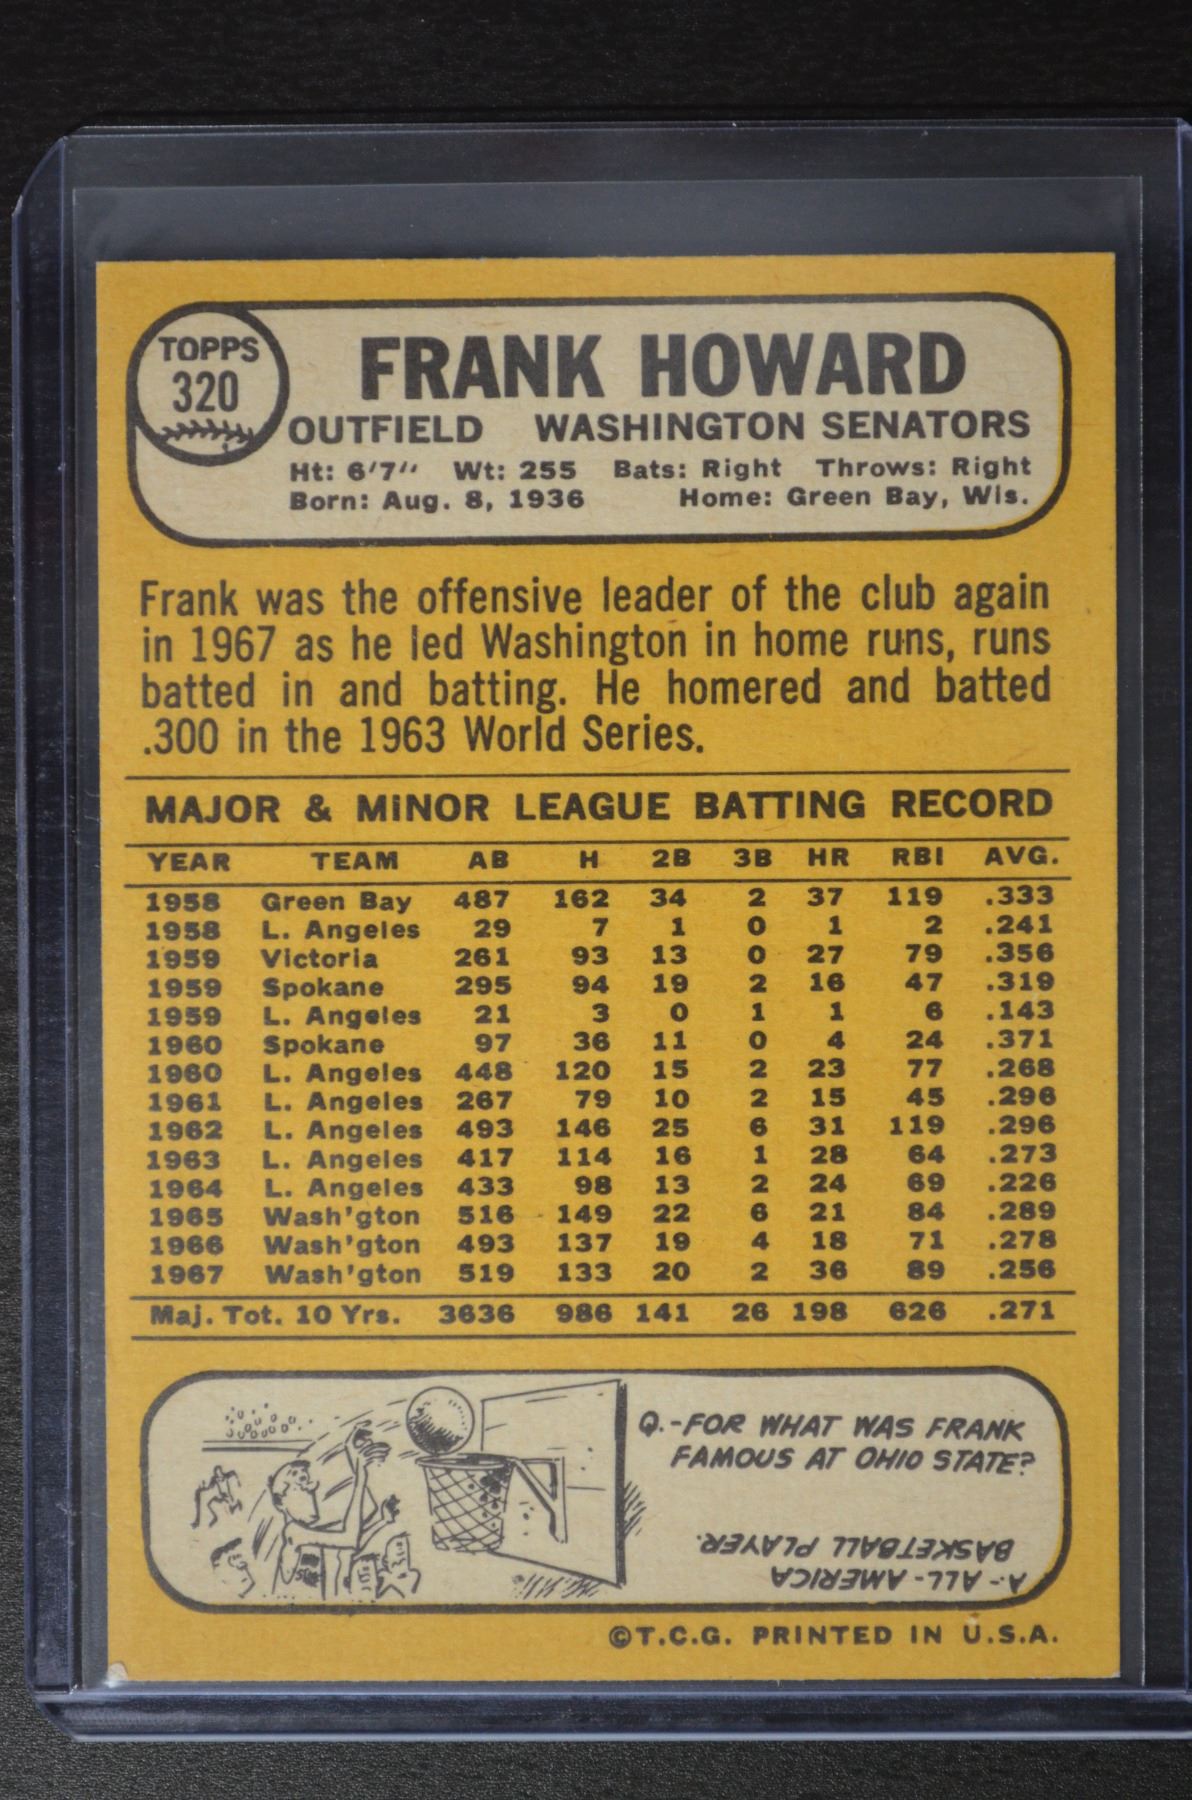 TOPPS
320
FRANK HOWARD
OUTFIELD WASHINGTON SENATORS
Ht: 6'7" Wt: 255 Bats: Right Throws: Right
Born: Aug. 8, 1936 Home: Green Bay, Wis.
Frank was the offensive leader of the club again
in 1967 as he led Washington in home runs, runs
batted in and batting. He homered and batted
.300 in the 1963 World Series.
MAJOR & MINOR LEAGUE BATTING RECORD
YEAR TEAM AB H 2B 3B HR RBI AVG.
1958 Green Bay 487 162 34 2 37 119 .333
1958 L. Angeles 29 7 1 0 1 2 .241
1959 Victoria 261 93 13 0 27 79 .356
1959 Spokane 295 94 19 2 16 47 .319
1959 L. Angeles 21 3 0 1 1 6 .143
1960 Spokane 97 36 11 0 4 24 .371
1960 L. Angeles 448 120 15 2 23 77 .268
1961 L. Angeles 267 79 10 2 15 45 .296
1962 L. Angeles 493 146 25 6 31 119 .296
1963 L. Angeles 417 114 16 1 28 64 .273
1964 L. Angeles 433 98 13 2 24 69 .226
1965 Wash'gton 516 149 22 6 21 84 .289
1966 Wash'gton 493 137 19 4 18 71 .278
1967 Wash'gton 519 133 20 2 36 89 .256
Maj. Tot. 10 Yrs. 3636 986 141 26 198 626 .271
Q.-FOR WHAT WAS FRANK
FAMOUS AT OHIO STATE?
A.-ALL-AMERICA
BASKETBALL PLAYER.
©T.C.G. PRINTED IN U.S.A.